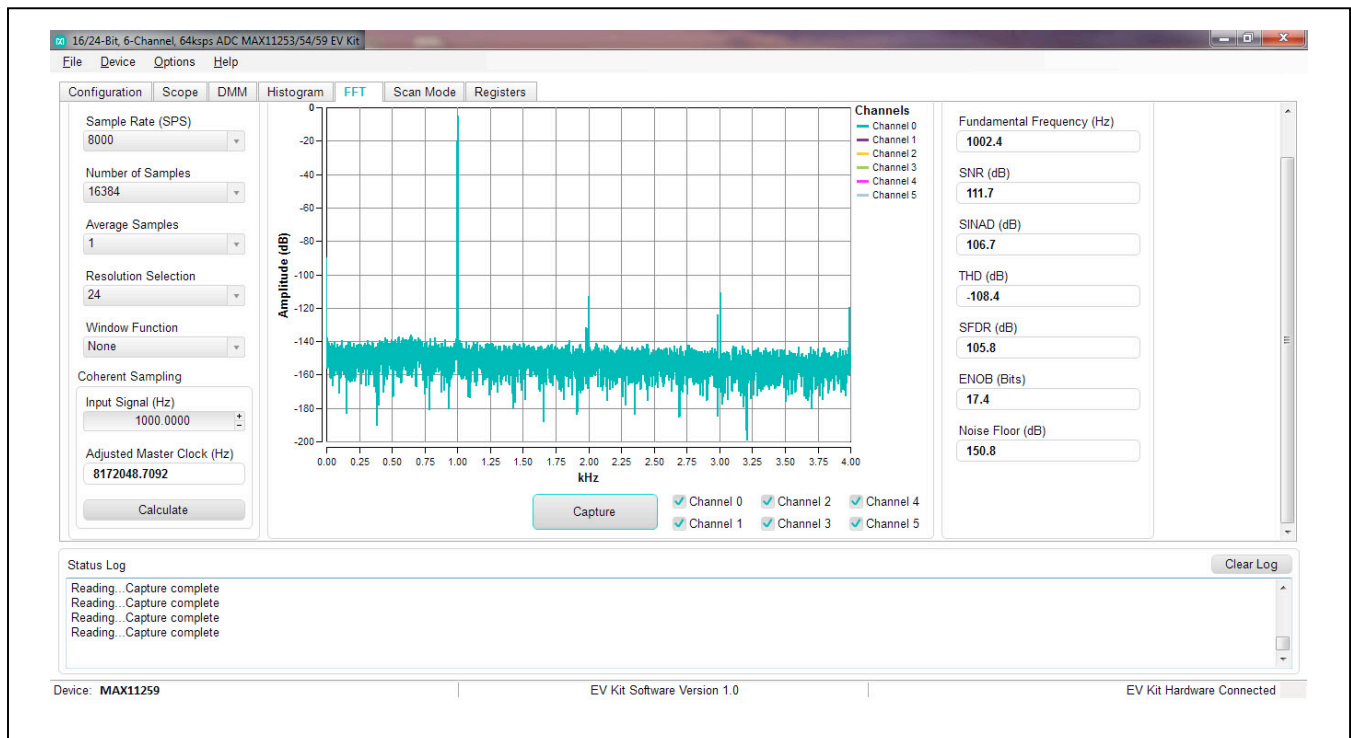 16/24-Bit, 6-Channel, 64ksps ADC MAX11253/54/59 EV Kit
File Device Options Help
Configuration Scope DMM Histogram FFT Scan Mode Registers
Sample Rate (SPS)
8000
Number of Samples
16384
Average Samples
1
Resolution Selection
24
Window Function
None
Coherent Sampling
Input Signal (Hz)
1000.0000
+
-
Adjusted Master Clock (Hz)
8172048.7092
Calculate
Amplitude (dB)
0
-20
-40
-60
-80
-100
-120
-140
-160
-180
-200
0.00 0.25 0.50 0.75 1.00 1.25 1.50 1.75 2.00 2.25 2.50 2.75 3.00 3.25 3.50 3.75 4.00
kHz
Channels
Channel 0
Channel 1
Channel 2
Channel 3
Channel 4
Channel 5
Capture
Channel 0 Channel 2 Channel 4
Channel 1 Channel 3 Channel 5
Fundamental Frequency (Hz)
1002.4
SNR (dB)
111.7
SINAD (dB)
106.7
THD (dB)
-108.4
SFDR (dB)
105.8
ENOB (Bits)
17.4
Noise Floor (dB)
150.8
Status Log
Clear Log
Reading...Capture complete
Reading...Capture complete
Reading...Capture complete
Reading...Capture complete
Device: MAX11259
EV Kit Software Version 1.0
EV Kit Hardware Connected